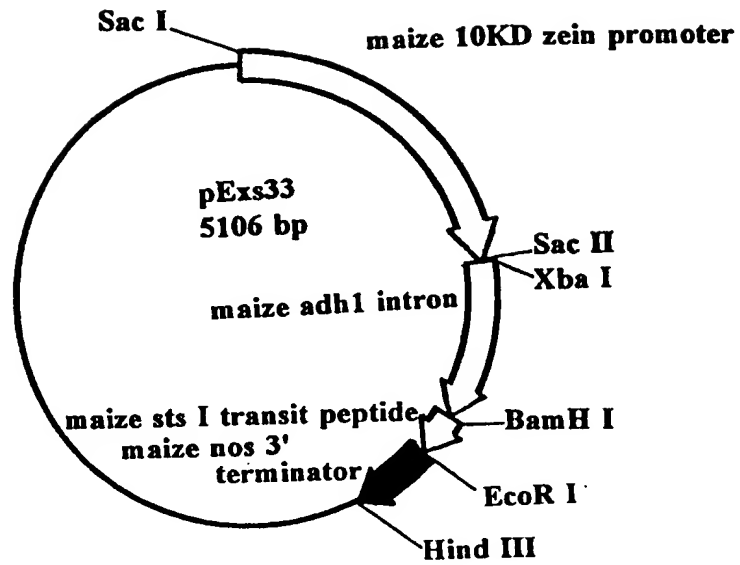 Sac I
maize 10KD zein promoter
pExs33
5106 bp
Sac II
Xba I
maize adh1 intron
maize sts I transit peptide
BamH I
maize nos 3'
terminator
EcoR I
Hind III